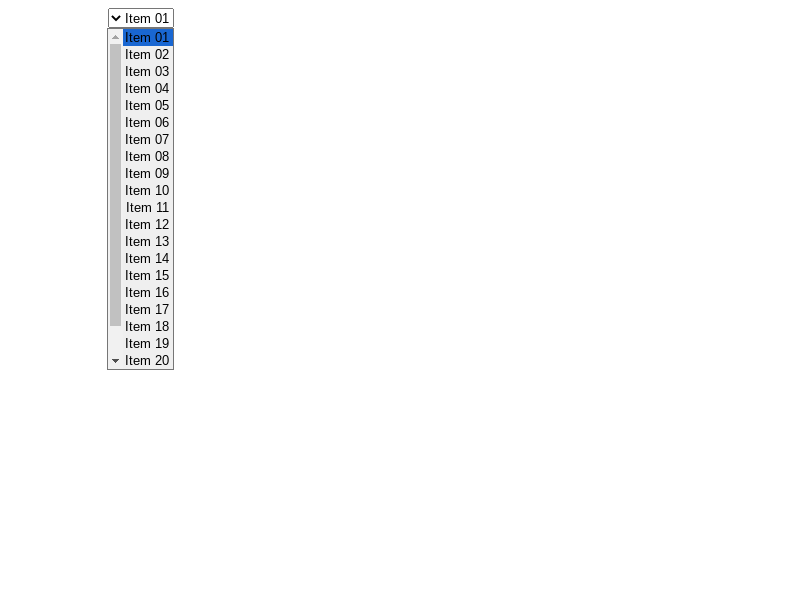 Item 01
Item 01
Item 02
Item 03
Item 04
Item 05
Item 06
Item 07
Item 08
Item 09
Item 10
Item 11
Item 12
Item 13
Item 14
Item 15
Item 16
Item 17
Item 18
Item 19
Item 20